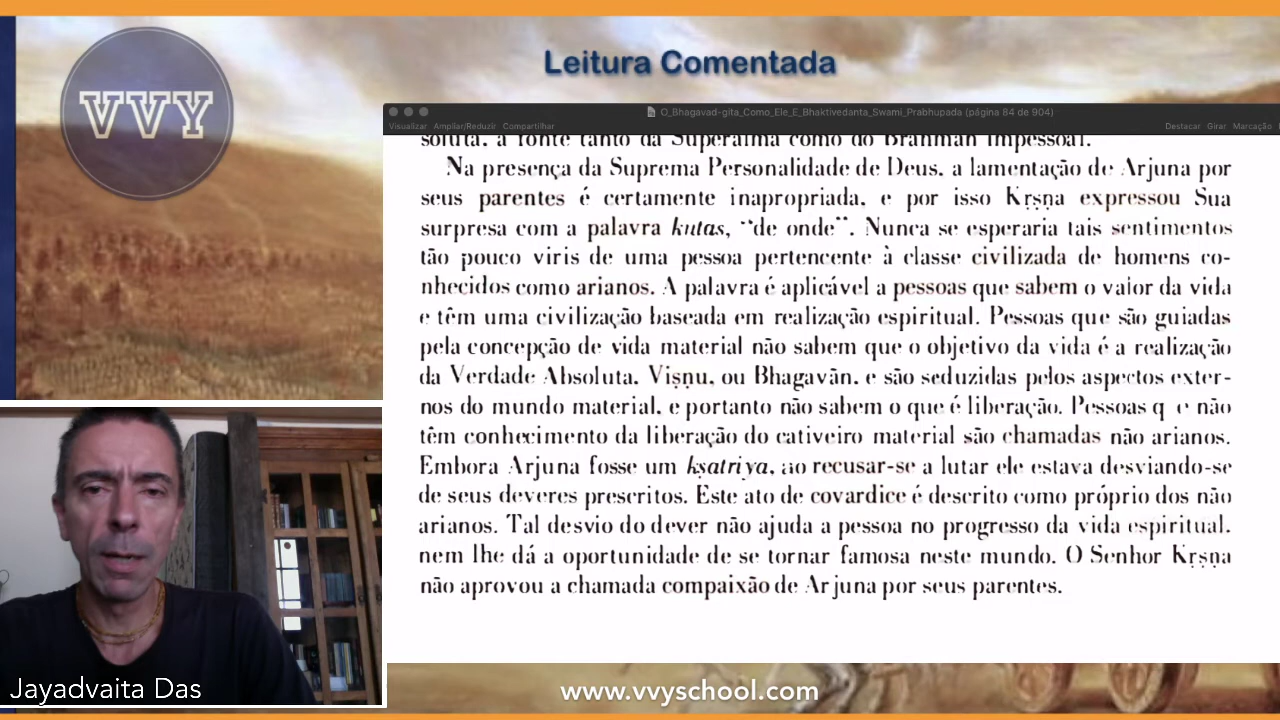 VVY
Leitura Comentada
O_Bhagavad-gita_Como_Ele_E_Bhaktivedanta_Swami_Prabhupada (página 84 de 904)
Visualizar Ampliar/Reduzir Compartilhar
Destacar Girar Marcação
soluta, a fonte tanto da Superalma como do Brahman impessoal.
Na presença da Suprema Personalidade de Deus, a lamentação de Arjuna por
seus parentes é certamente inapropriada, e por isso Kṛṣṇa expressou Sua
surpresa com a palavra kutas, “de onde”. Nunca se esperaria tais sentimentos
tão pouco viris de uma pessoa pertencente à classe civilizada de homens co-
nhecidos como arianos. A palavra é aplicável a pessoas que sabem o valor da vida
e têm uma civilização baseada em realização espiritual. Pessoas que são guiadas
pela concepção de vida material não sabem que o objetivo da vida é a realização
da Verdade Absoluta, Viṣṇu, ou Bhagavān, e são seduzidas pelos aspectos exter-
nos do mundo material, e portanto não sabem o que é liberação. Pessoas q e não
têm conhecimento da liberação do cativeiro material são chamadas não arianos.
Embora Arjuna fosse um kṣatriya, ao recusar-se a lutar ele estava desviando-se
de seus deveres prescritos. Este ato de covardice é descrito como próprio dos não
arianos. Tal desvio do dever não ajuda a pessoa no progresso da vida espiritual,
nem lhe dá a oportunidade de se tornar famosa neste mundo. O Senhor Kṛṣṇa
não aprovou a chamada compaixão de Arjuna por seus parentes.
Jayadvaita Das
www.vvyschool.com